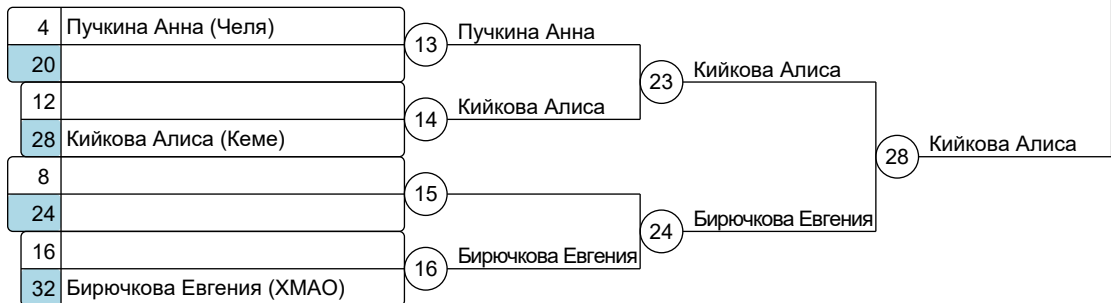 4 Пучкина Анна (Челя)
20
13 Пучкина Анна
12
28 Кийкова Алиса (Кеме)
14 Кийкова Алиса
23 Кийкова Алиса
8
24
15
16
32 Бирючкова Евгения (ХМАО)
16 Бирючкова Евгения
24 Бирючкова Евгения
28 Кийкова Алиса